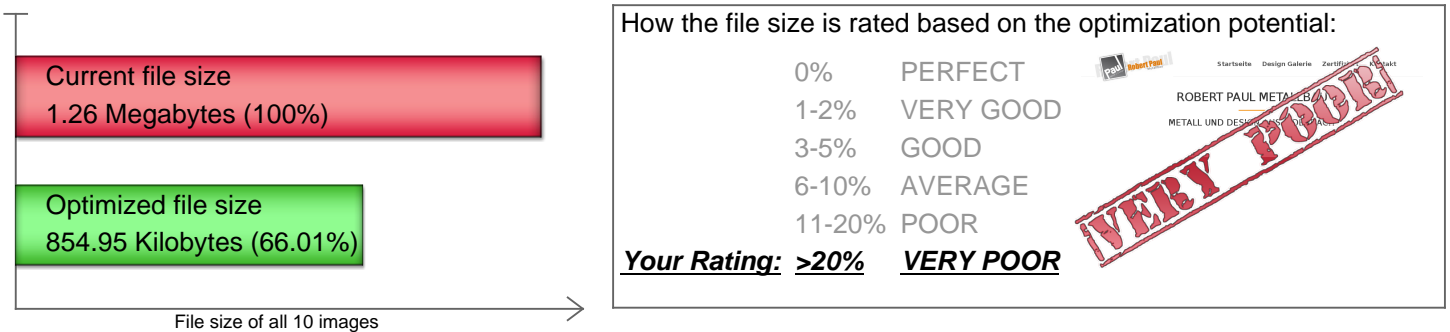 Current file size
1.26 Megabytes (100%)
Optimized file size
854.95 Kilobytes (66.01%)
File size of all 10 images
How the file size is rated based on the optimization potential:
0% PERFECT
1-2% VERY GOOD
3-5% GOOD
6-10% AVERAGE
11-20% POOR
Your Rating: >20% VERY POOR
Paul Robert Paul
Startseite Design Galerie
ROBERT PAUL
METALL UND
VERY POOR!